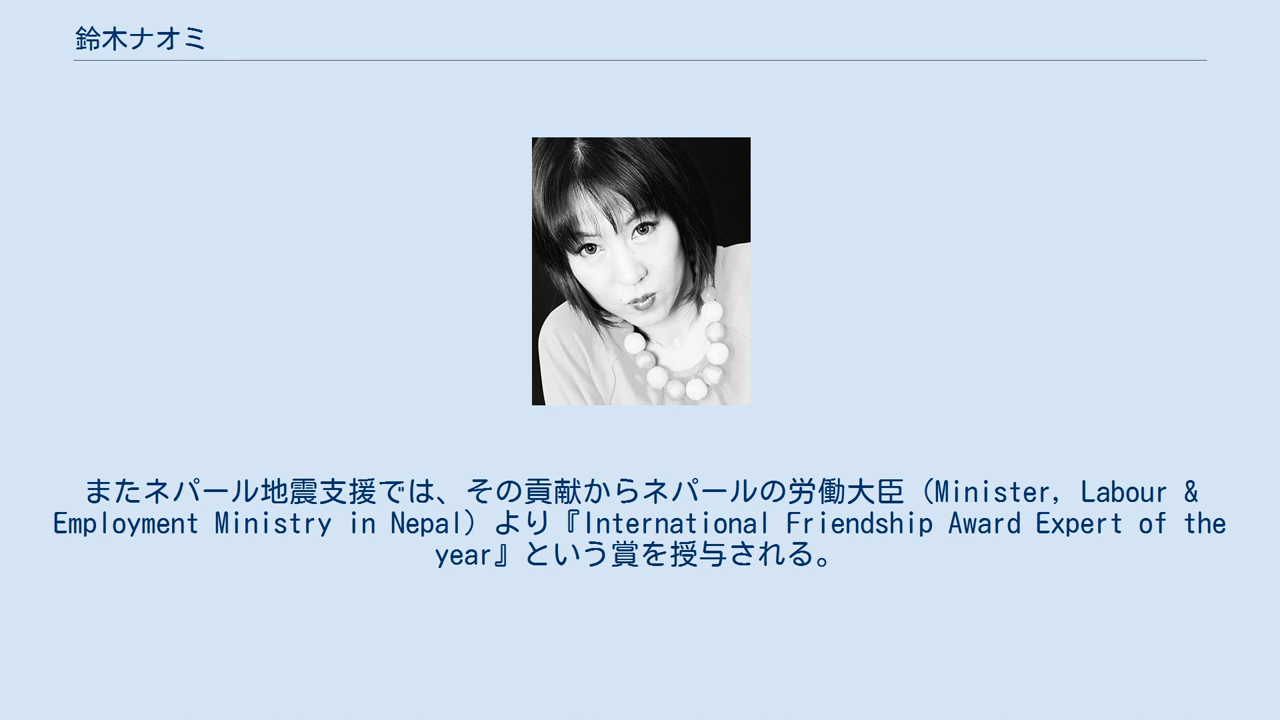 鈴木ナオミ
またネパール地震支援では、その貢献からネパールの労働大臣（Minister, Labour &
Employment Ministry in Nepal）より『International Friendship Award Expert of the
year』という賞を授与される。